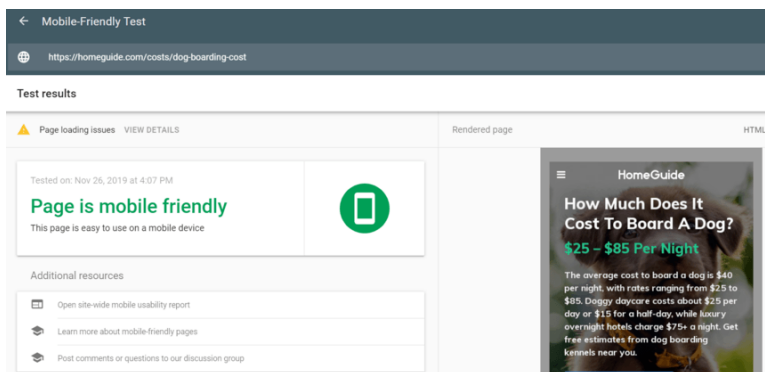 Mobile-Friendly Test
https://homeguide.com/costs/dog-boarding-cost
Test results
Page loading issues VIEW DETAILS
Rendered page
HTML
Tested on: Nov 26, 2019 at 4:07 PM
Page is mobile friendly
This page is easy to use on a mobile device
Additional resources
Open site-wide mobile usability report
Learn more about mobile-friendly pages
Post comments or questions to our discussion group
HomeGuide
How Much Does It
Cost To Board A Dog?
$25 – $85 Per Night
The average cost to board a dog is $40
per night, with rates ranging from $25 to
$85. Doggy daycare costs about $25 per
day or $15 for a half-day, while luxury
overnight hotels charge $75+ a night. Get
free estimates from dog boarding
kennels near you.